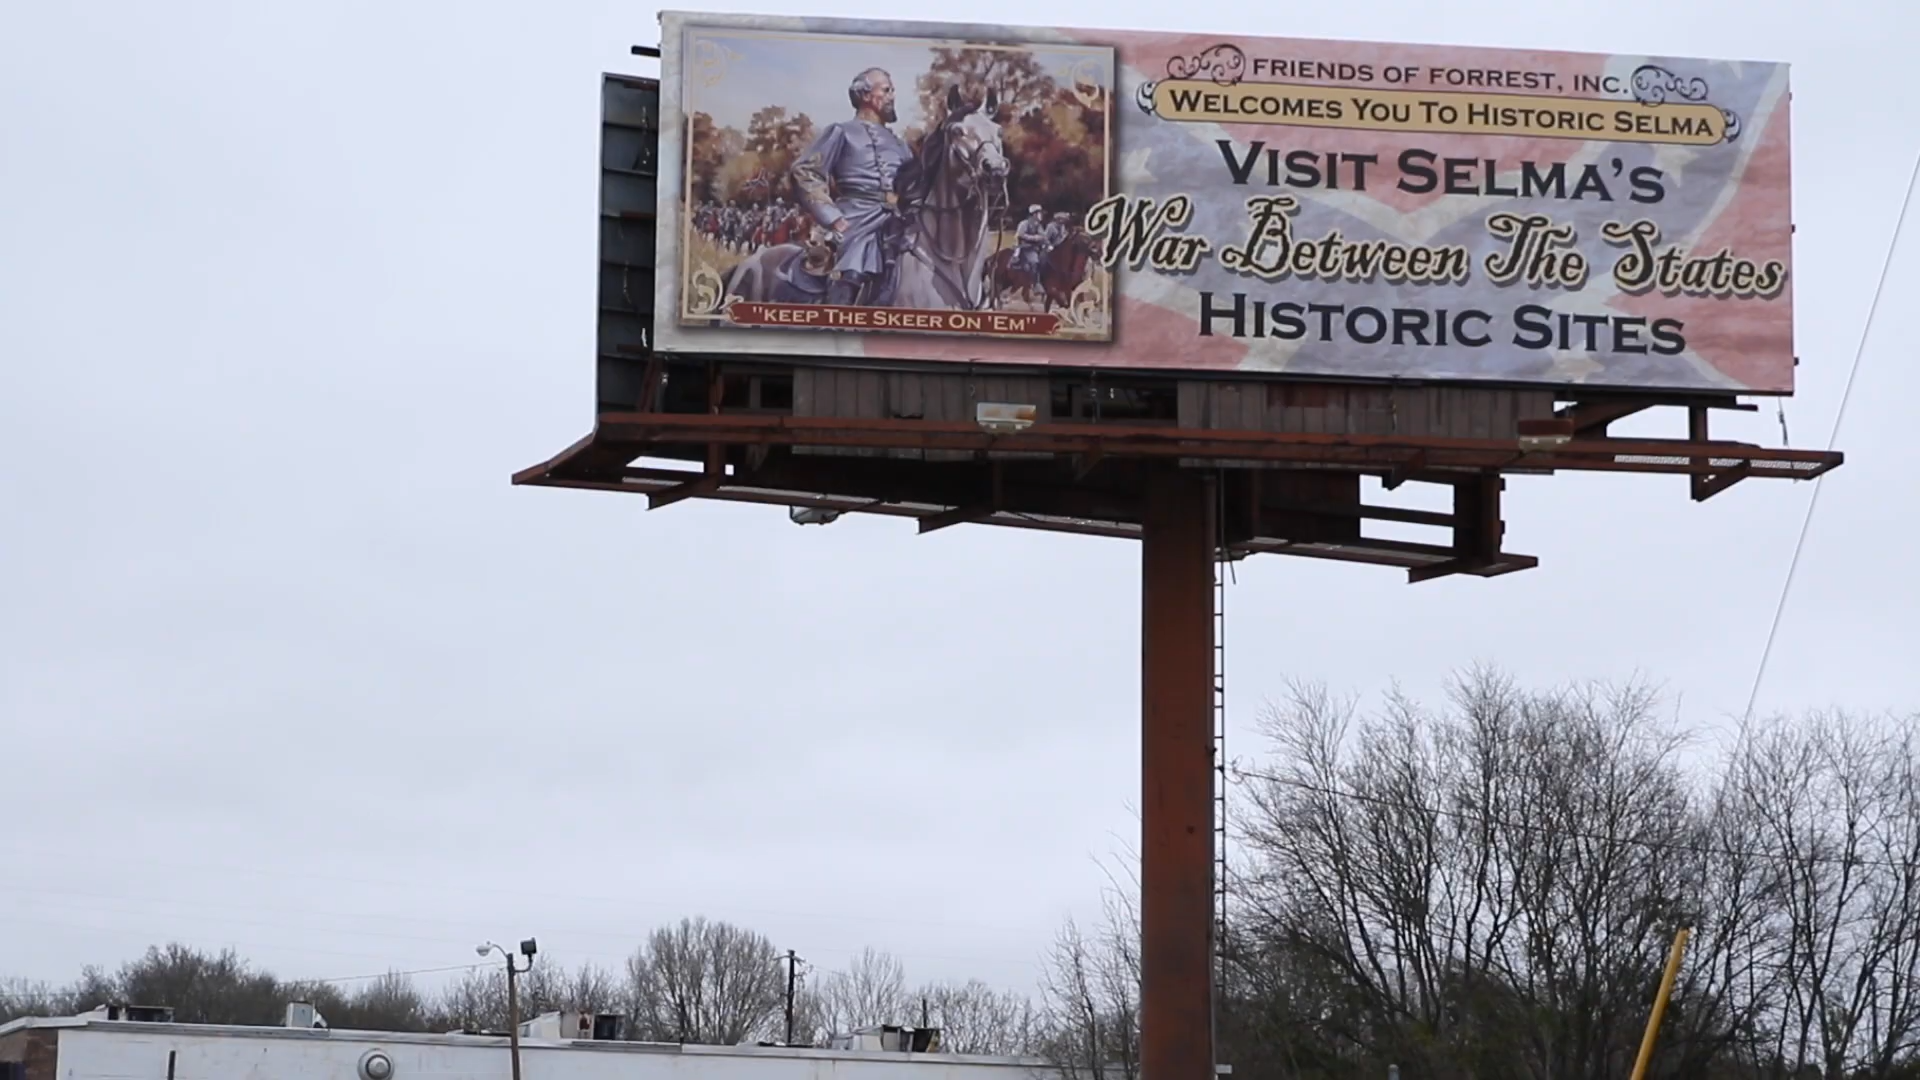 FRIENDS OF FORREST, INC.
WELCOMES YOU TO HISTORIC SELMA
VISIT SELMA'S
War Between The States
HISTORIC SITES
"KEEP THE SKEER ON 'EM"